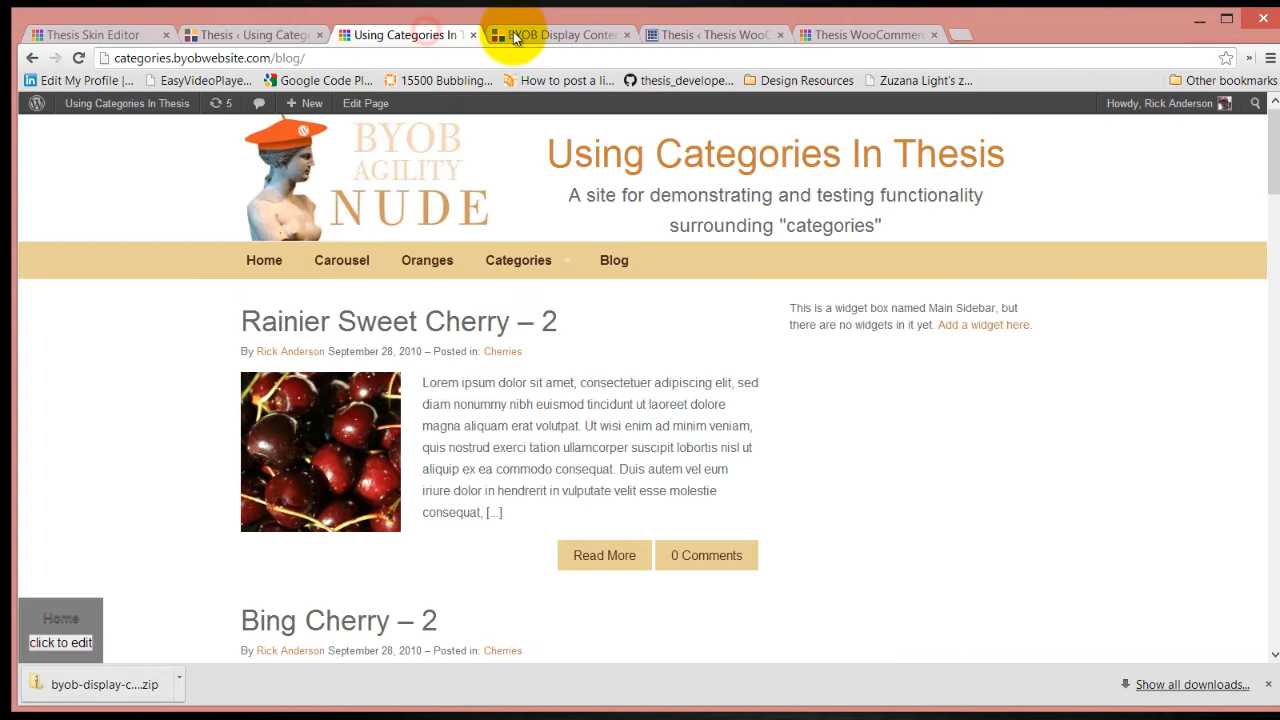 Thesis Skin Editor
Thesis ‹ Using Catego
Using Categories In T
BYOB Display Conten
Thesis ‹ Thesis WooC
Thesis WooCommerc
categories.byobwebsite.com/blog/
Edit My Profile |...
EasyVideoPlaye...
Google Code Pl...
15500 Bubbling...
How to post a li...
thesis_develope...
Design Resources
Zuzana Light's z...
Other bookmarks
Using Categories In Thesis
5
New
Edit Page
Howdy, Rick Anderson
BYOB
AGILITY
NUDE
Using Categories In Thesis
A site for demonstrating and testing functionality
surrounding "categories"
Home
Carousel
Oranges
Categories
Blog
Rainier Sweet Cherry – 2
By Rick Anderson September 28, 2010 – Posted in: Cherries
Lorem ipsum dolor sit amet, consectetuer adipiscing elit, sed
diam nonummy nibh euismod tincidunt ut laoreet dolore
magna aliquam erat volutpat. Ut wisi enim ad minim veniam,
quis nostrud exerci tation ullamcorper suscipit lobortis nisl ut
aliquip ex ea commodo consequat. Duis autem vel eum
iriure dolor in hendrerit in vulputate velit esse molestie
consequat, [...]
Read More
0 Comments
This is a widget box named Main Sidebar, but
there are no widgets in it yet. Add a widget here.
Bing Cherry – 2
By Rick Anderson September 28, 2010 – Posted in: Cherries
Home
click to edit
byob-display-c....zip
Show all downloads...